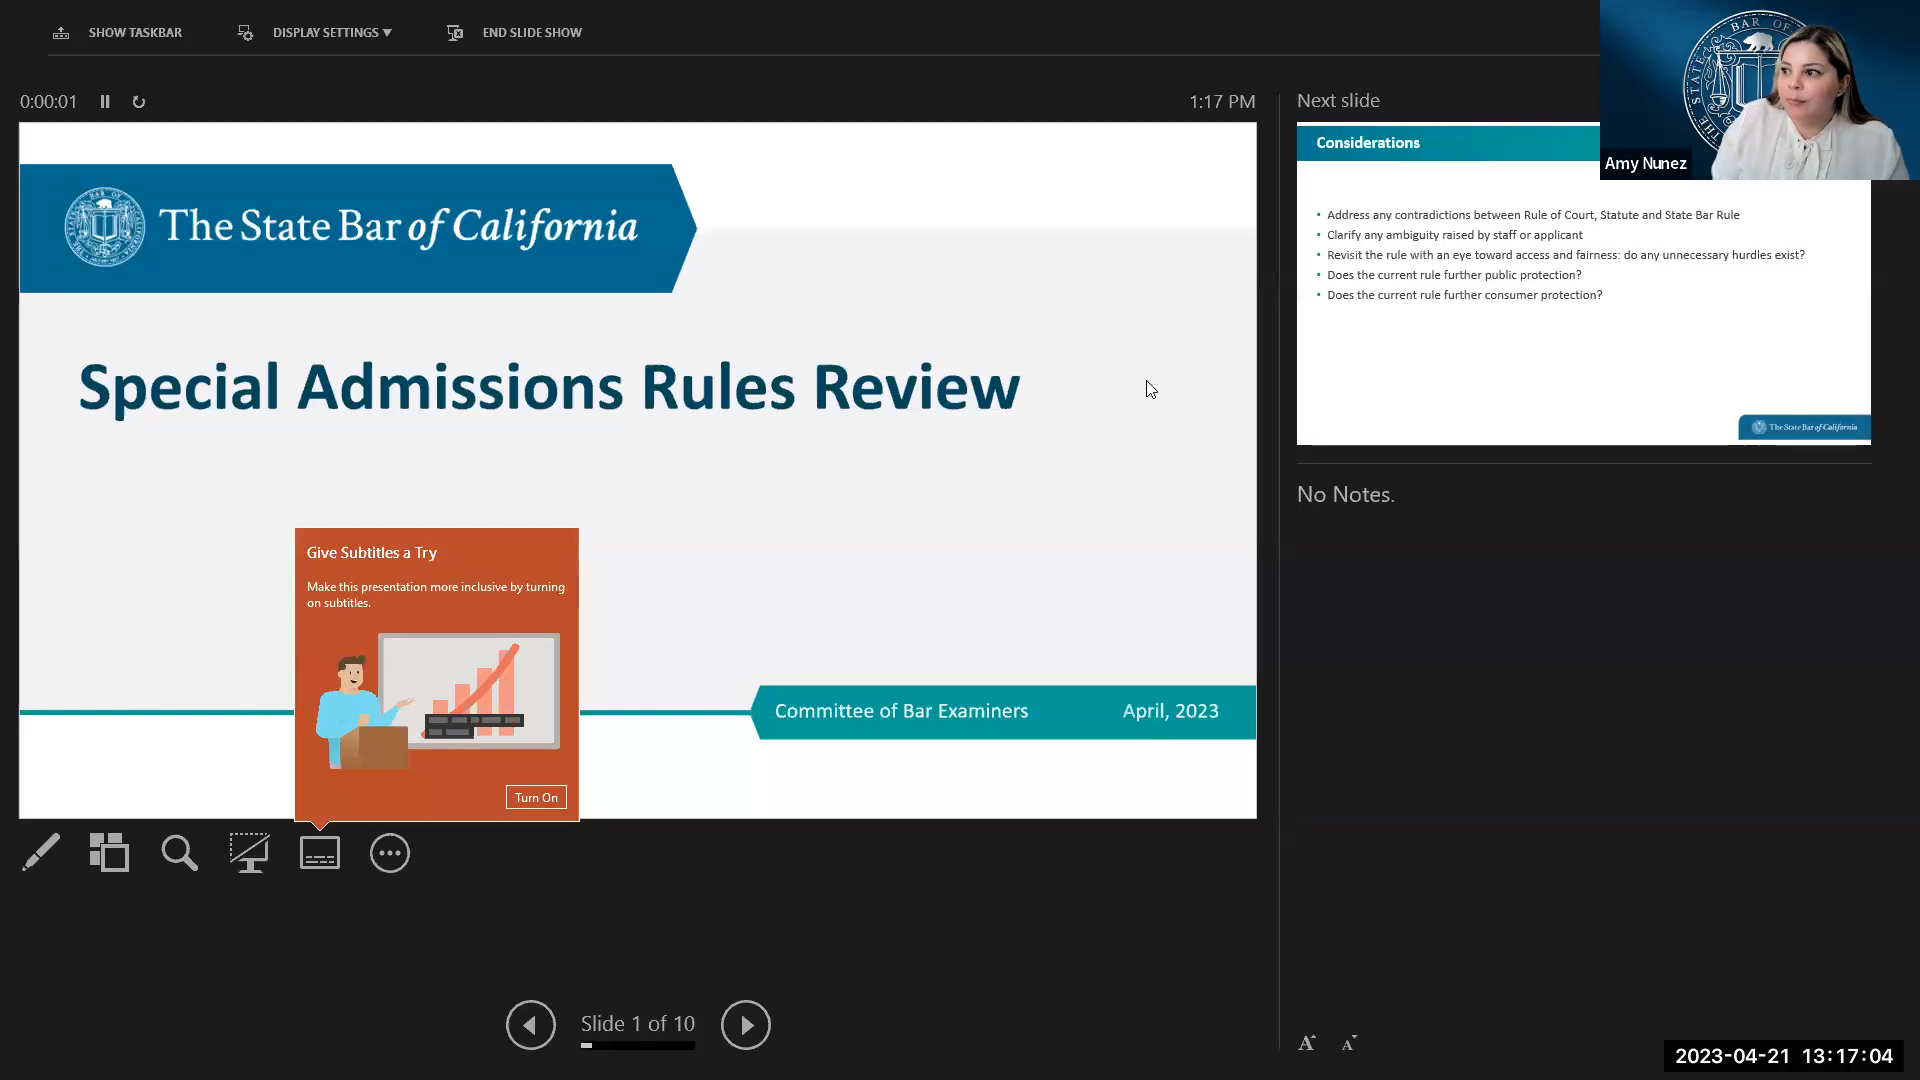 SHOW TASKBAR
DISPLAY SETTINGS ▼
END SLIDE SHOW
0:00:01
1:17 PM
The State Bar of California
Special Admissions Rules Review
Give Subtitles a Try
Make this presentation more inclusive by turning
on subtitles.
Turn On
Committee of Bar Examiners
April, 2023
Slide 1 of 10
Next slide
Considerations
• Address any contradictions between Rule of Court, Statute and State Bar Rule
• Clarify any ambiguity raised by staff or applicant
• Revisit the rule with an eye toward access and fairness: do any unnecessary hurdles exist?
• Does the current rule further public protection?
• Does the current rule further consumer protection?
The State Bar of California
No Notes.
A A
THE STATE BAR OF
Amy Nunez
2023-04-21 13:17:04